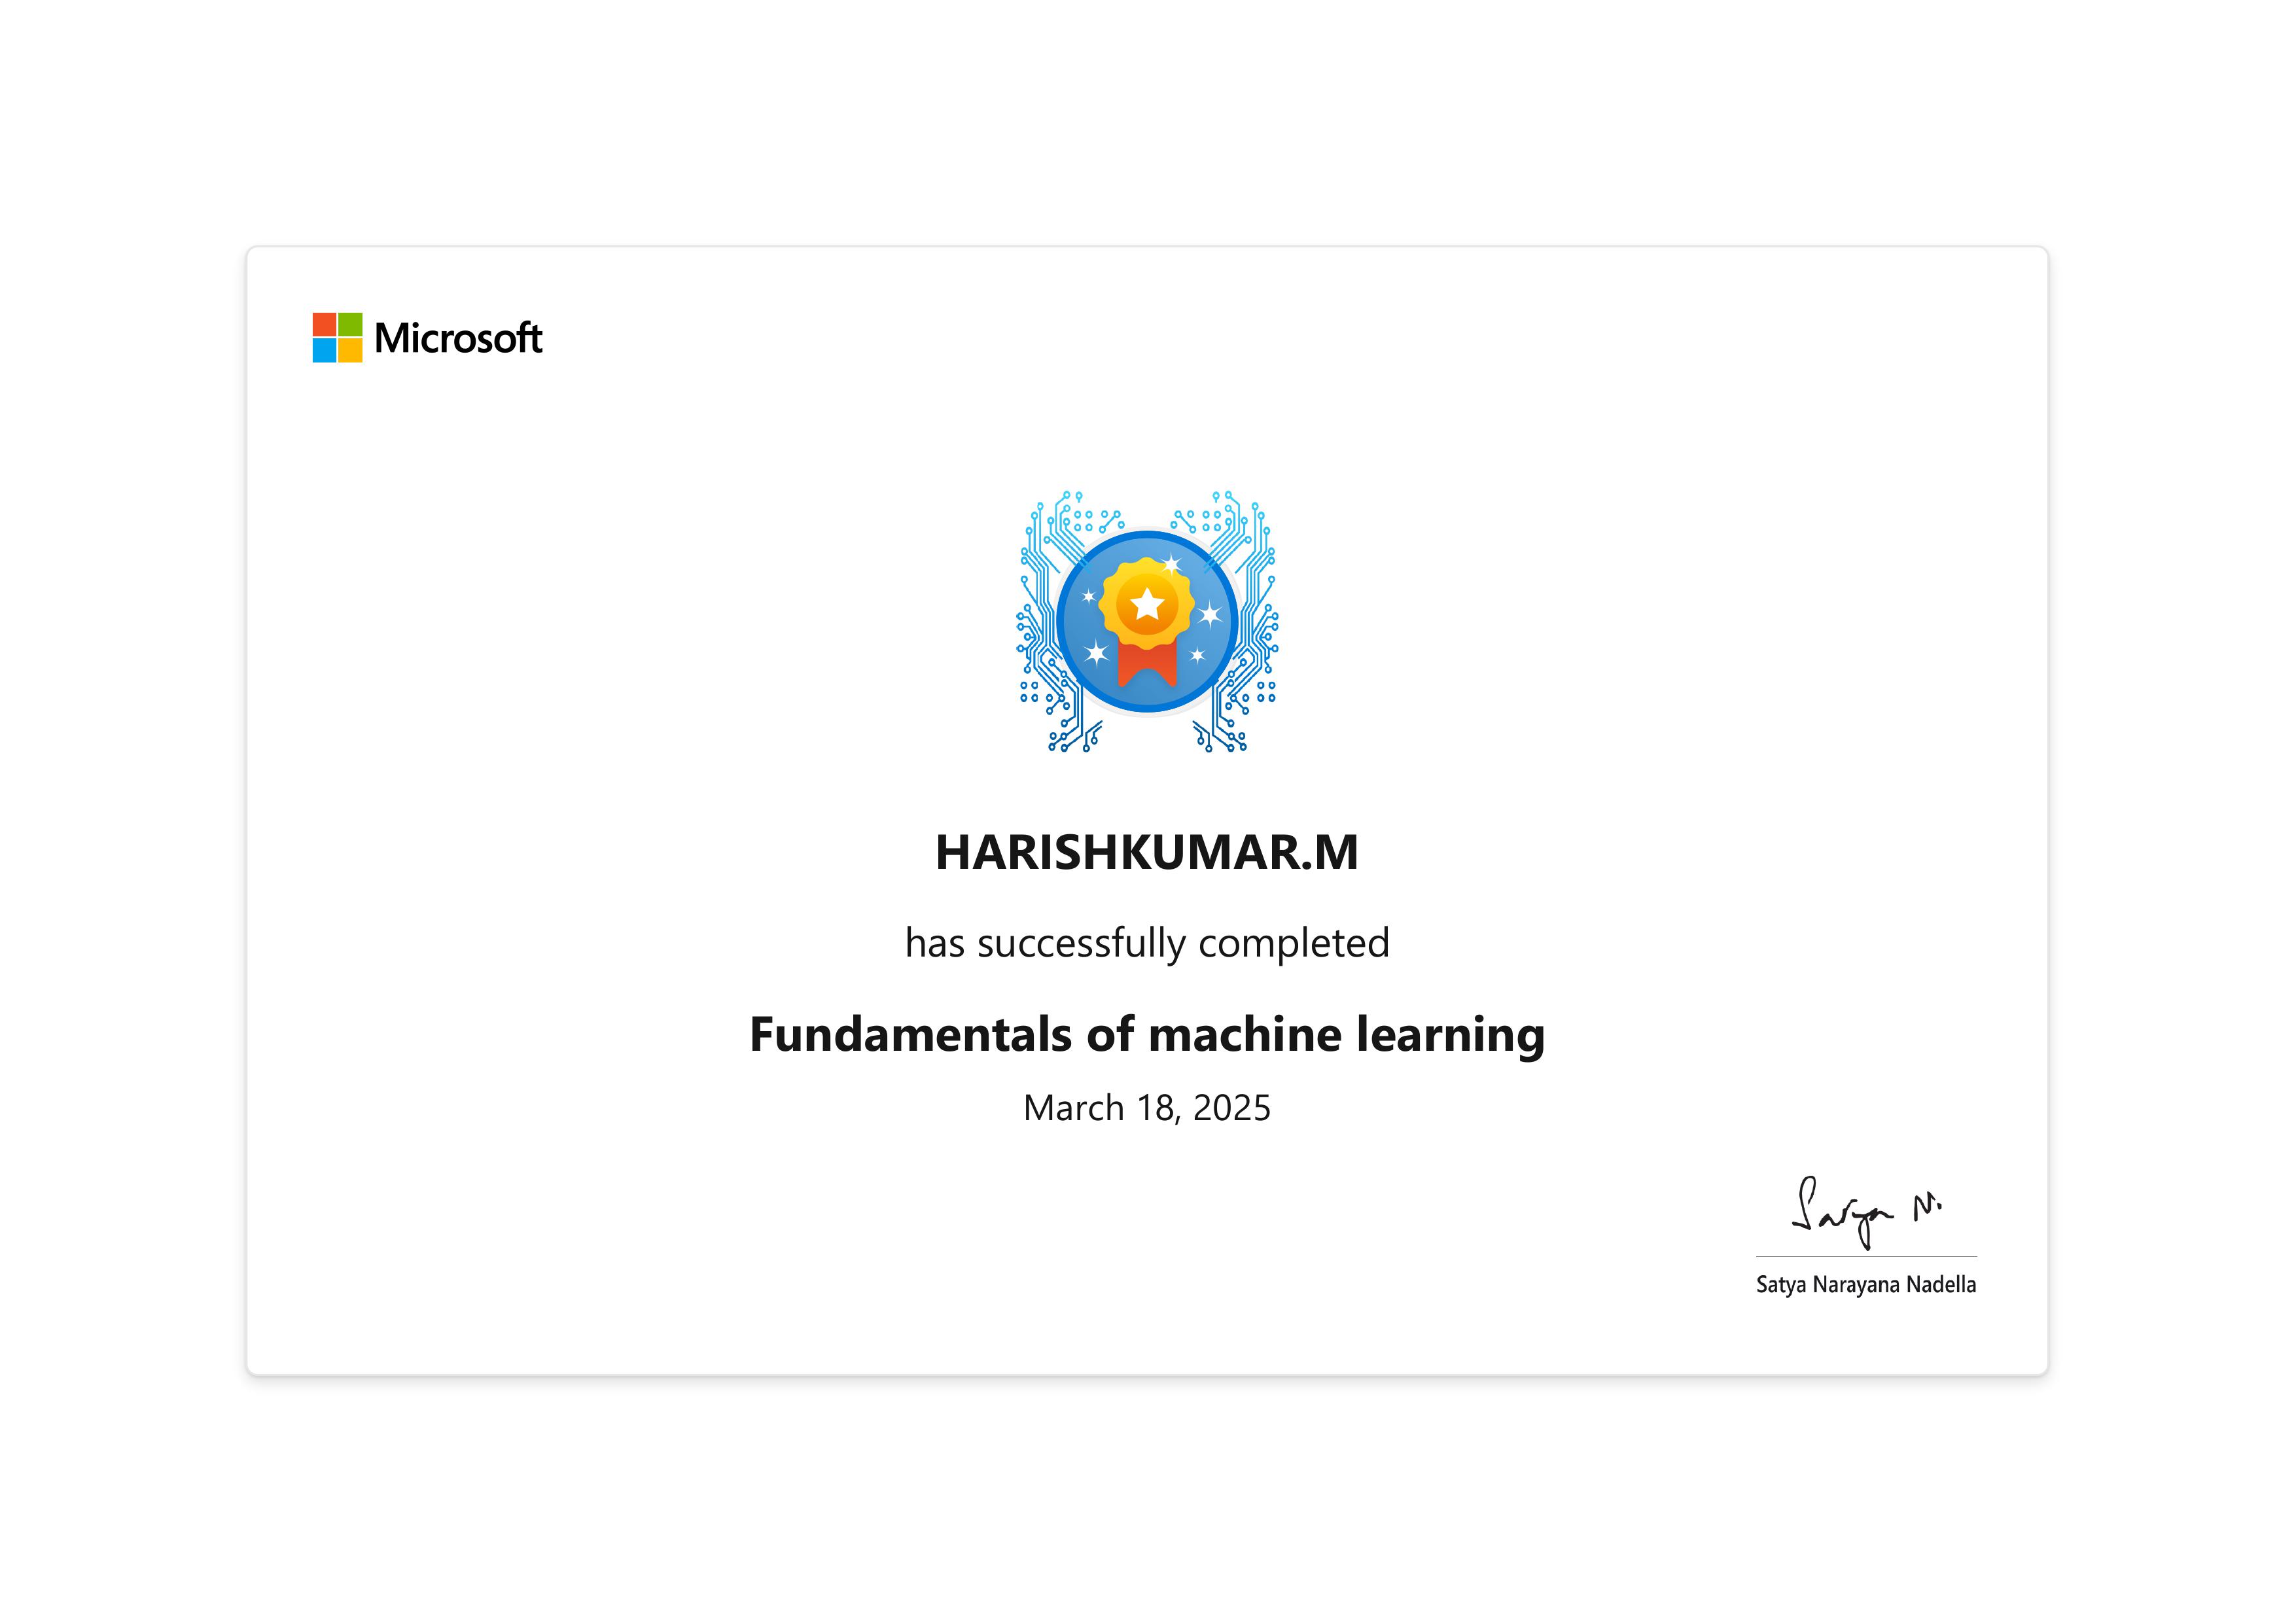 Microsoft
HARISHKUMAR.M
has successfully completed
Fundamentals of machine learning
March 18, 2025
Satya N.
Satya Narayana Nadella